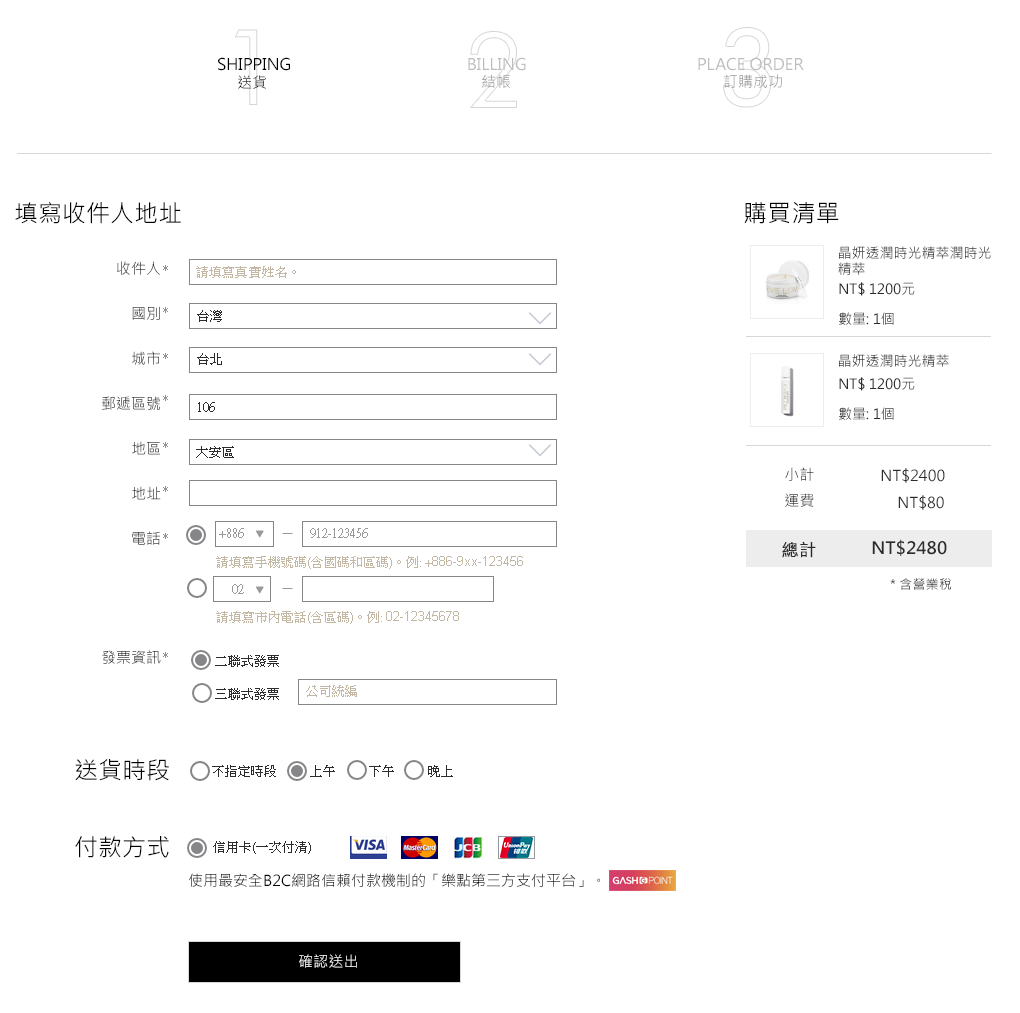 1
SHIPPING
送貨
2
BILLING
結帳
3
PLACE ORDER
訂購成功
填寫收件人地址
收件人*
請填寫真實姓名。
國別*
台灣
城市*
台北
郵遞區號*
106
地區*
大安區
地址*
電話*
+886 — 912-123456
請填寫手機號碼(含國碼和區碼)。例: +886-9xx-123456
02 —
請填寫市內電話(含區碼)。例: 02-12345678
發票資訊*
二聯式發票
三聯式發票 公司統編
送貨時段 不指定時段 上午 下午 晚上
付款方式 信用卡(一次付清) VISA MasterCard JCB UnionPay 银联
使用最安全B2C網路信賴付款機制的「樂點第三方支付平台」。 GASH POINT
確認送出
購買清單
晶妍透潤時光精萃潤時光
精萃
NT$ 1200元
數量: 1個
晶妍透潤時光精萃
NT$ 1200元
數量: 1個
小計 NT$2400
運費 NT$80
總計 NT$2480
* 含營業稅